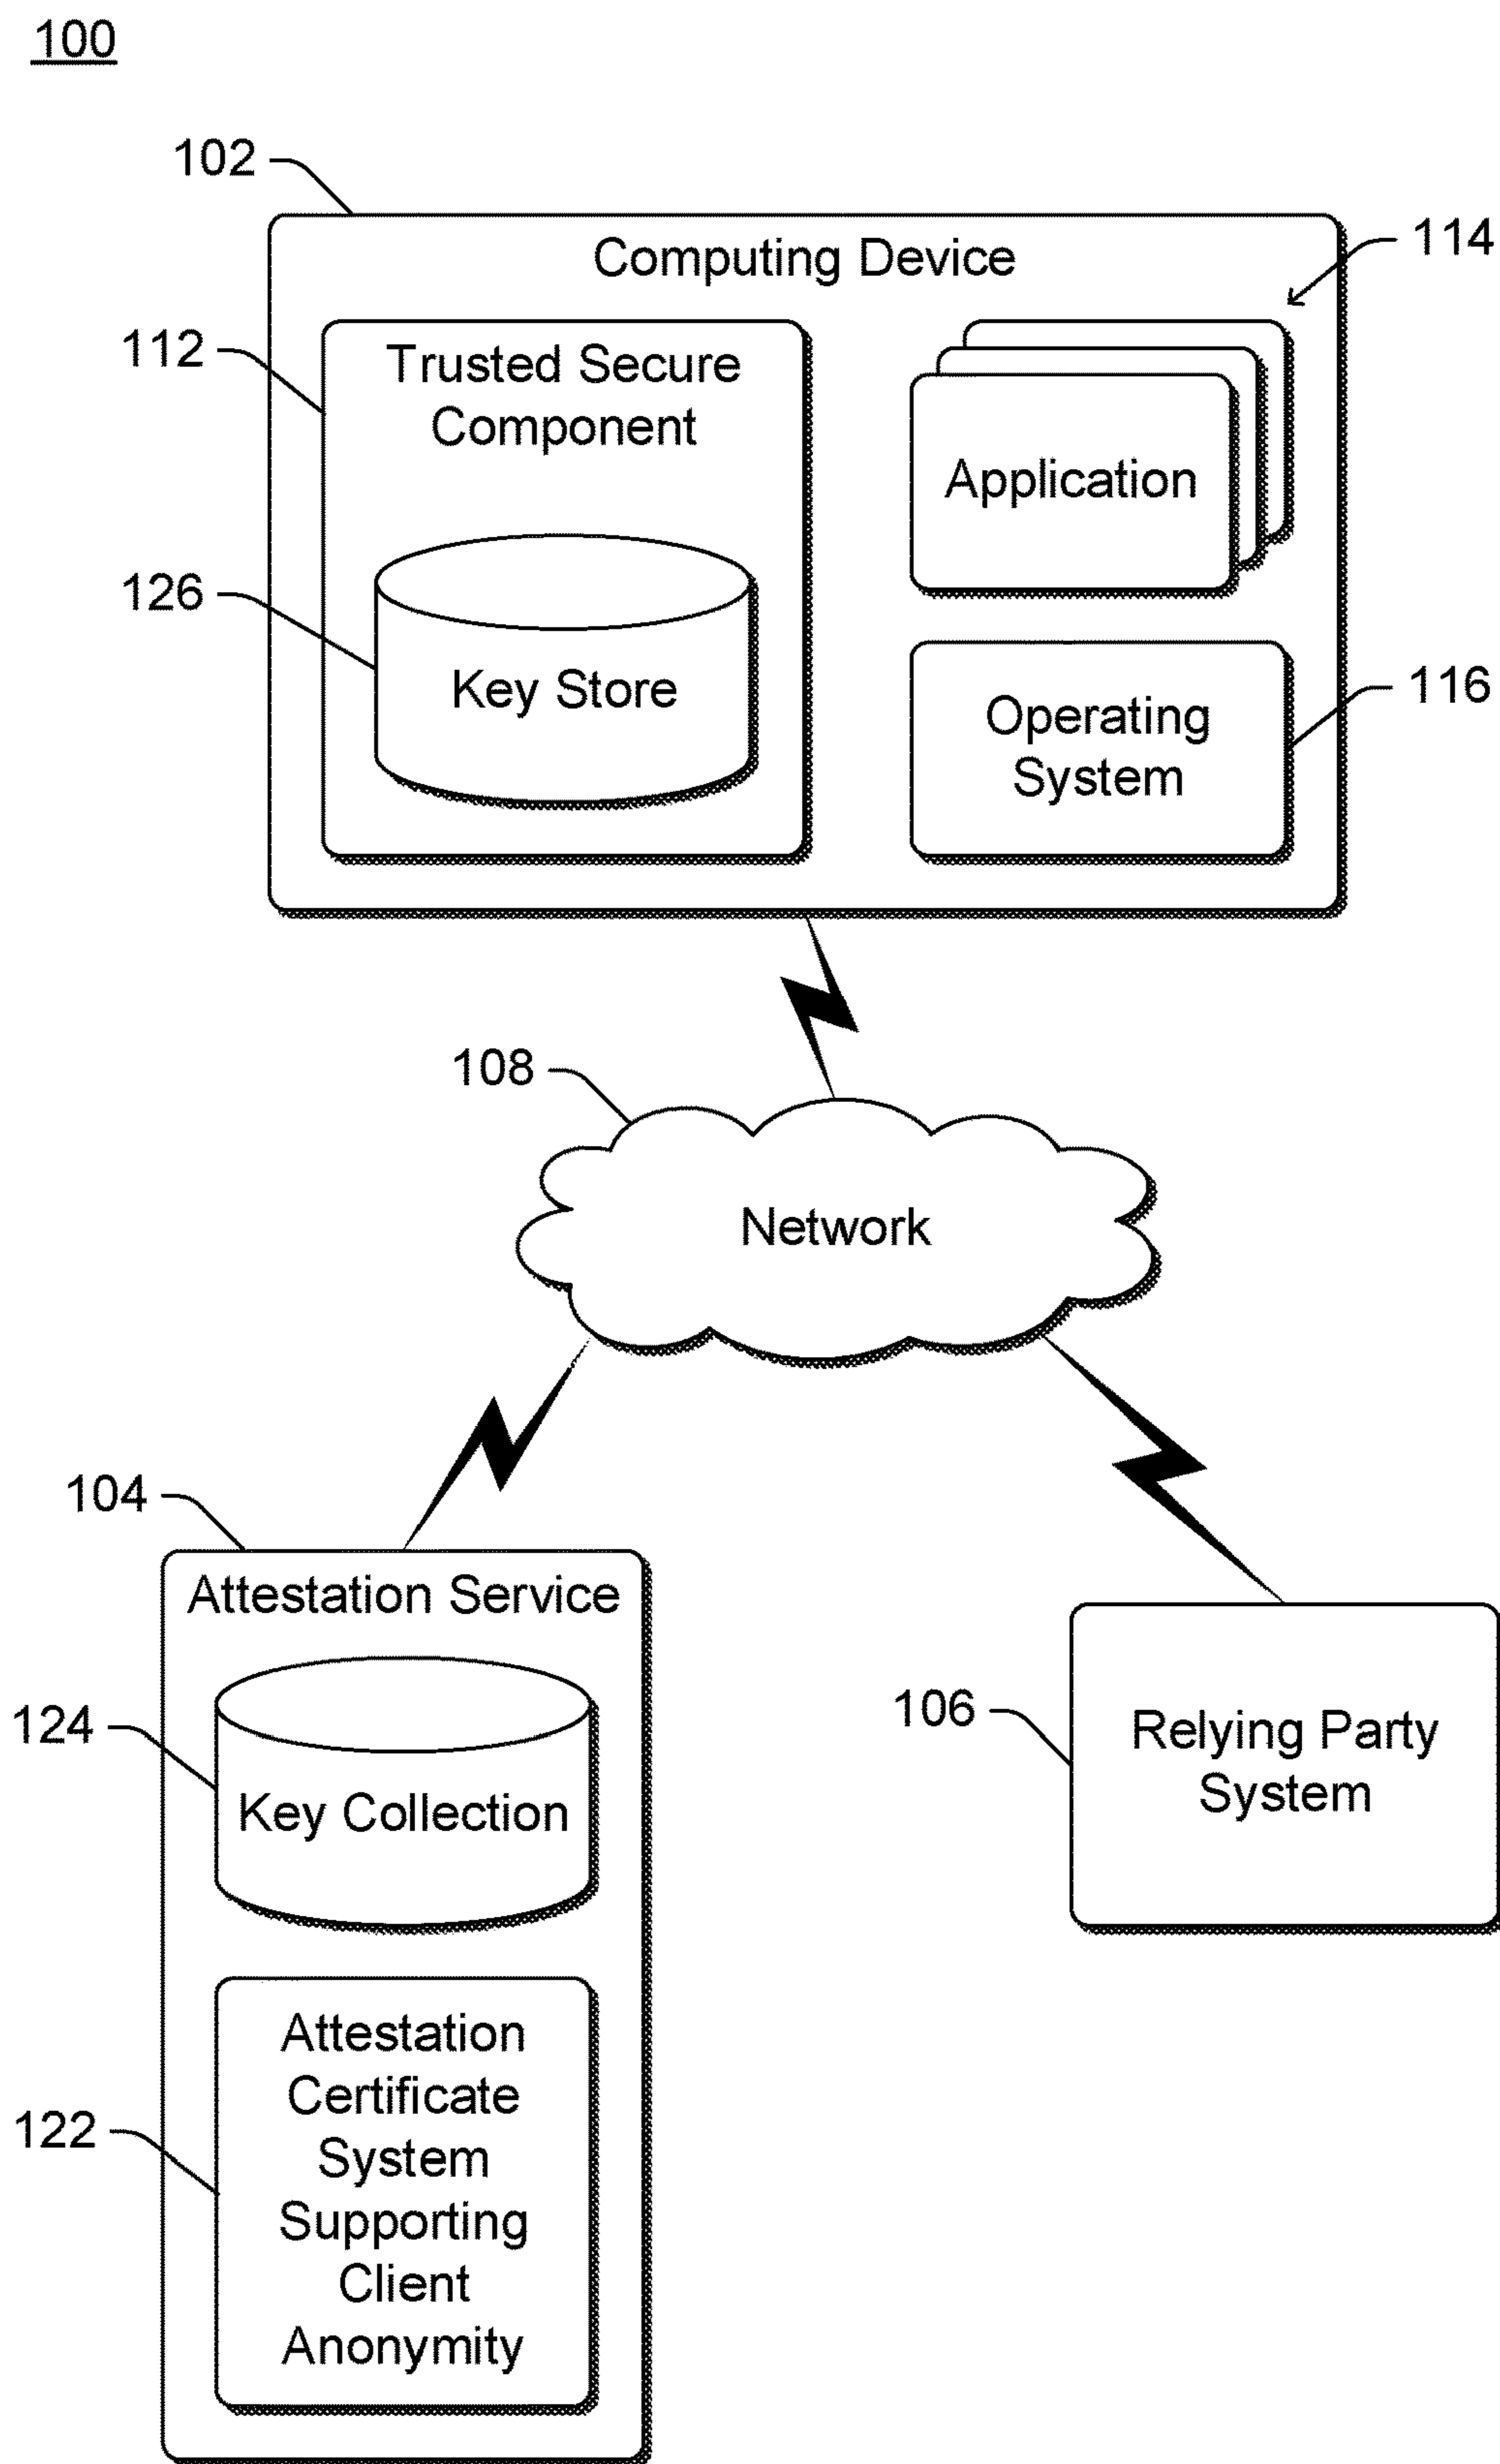 100
102
Computing Device
114
112
Trusted Secure
Component
Application
126
Key Store
116
Operating
System
108
Network
104
Attestation Service
124
Key Collection
106
Relying Party
System
122
Attestation
Certificate
System
Supporting
Client
Anonymity